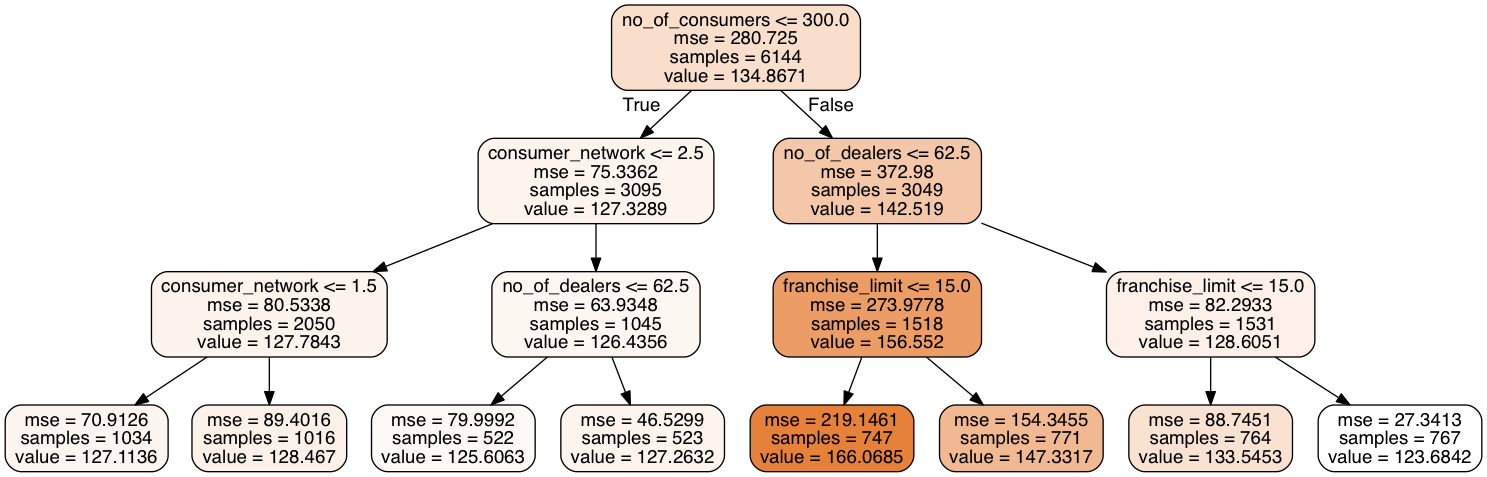 no_of_consumers <= 300.0
mse = 280.725
samples = 6144
value = 134.8671
True
False
consumer_network <= 2.5
mse = 75.3362
samples = 3095
value = 127.3289
no_of_dealers <= 62.5
mse = 372.98
samples = 3049
value = 142.519
consumer_network <= 1.5
mse = 80.5338
samples = 2050
value = 127.7843
no_of_dealers <= 62.5
mse = 63.9348
samples = 1045
value = 126.4356
franchise_limit <= 15.0
mse = 273.9778
samples = 1518
value = 156.552
franchise_limit <= 15.0
mse = 82.2933
samples = 1531
value = 128.6051
mse = 70.9126
samples = 1034
value = 127.1136
mse = 89.4016
samples = 1016
value = 128.467
mse = 79.9992
samples = 522
value = 125.6063
mse = 46.5299
samples = 523
value = 127.2632
mse = 219.1461
samples = 747
value = 166.0685
mse = 154.3455
samples = 771
value = 147.3317
mse = 88.7451
samples = 764
value = 133.5453
mse = 27.3413
samples = 767
value = 123.6842